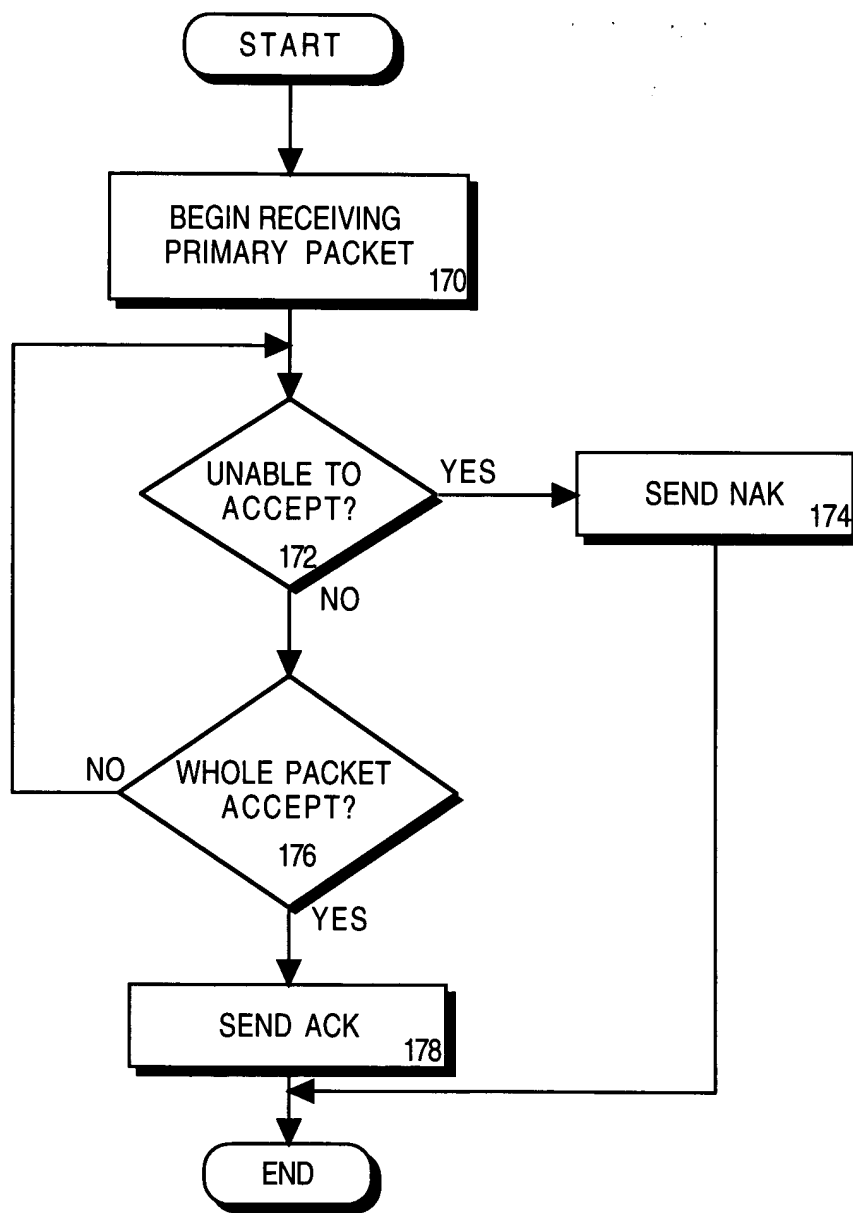 START
BEGIN RECEIVING
PRIMARY PACKET
170
UNABLE TO
ACCEPT?
172
YES
SEND NAK
174
NO
WHOLE PACKET
ACCEPT?
176
NO
YES
SEND ACK
178
END